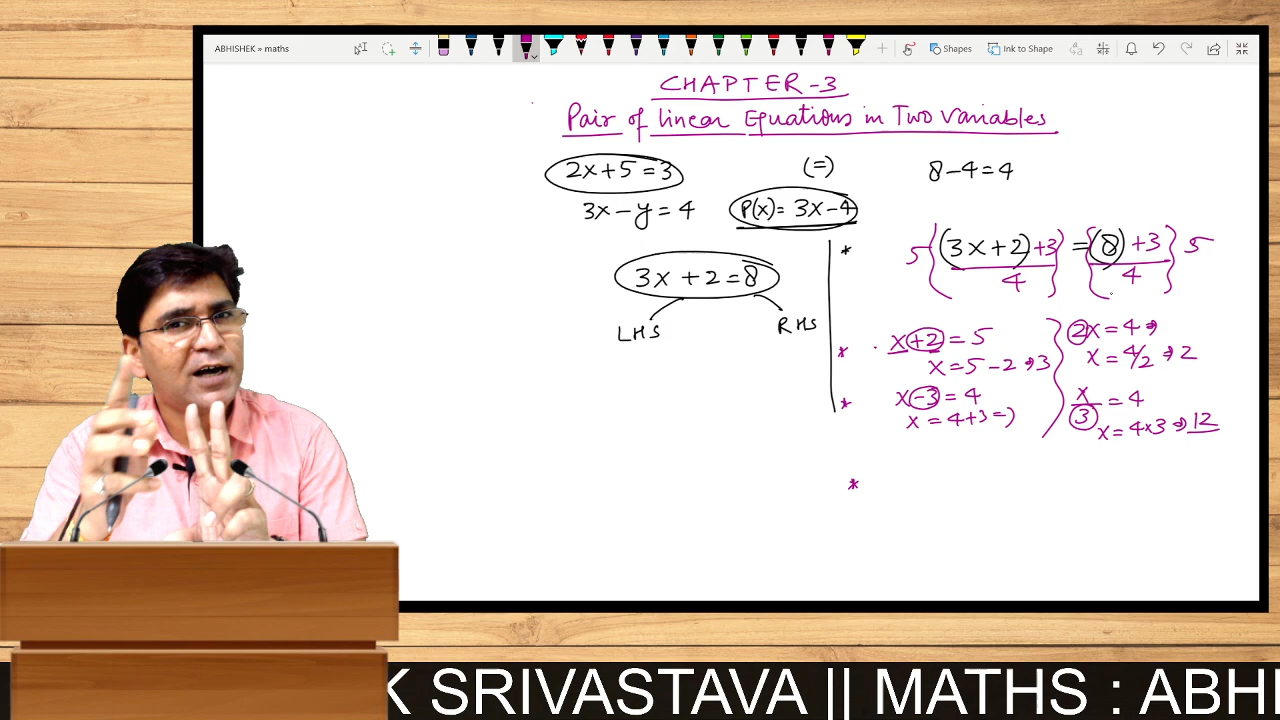 ABHISHEK » maths
Shapes
Ink to Shape
CHAPTER-3
Pair of linear Equations in Two variables
2x+5=3
(=)
8-4=4
3x-y=4
P(x)=3x-4
* 5{(3x+2)+3/4}={(8)+3/4}5
3x+2=8
LHS
RHS
* x+2=5
x=5-2⇒3
2x=4⇒
x=4/2⇒2
* x-3=4
x=4+3=)
x/3=4
x=4×3⇒12
*
K SRIVASTAVA || MATHS : ABHI